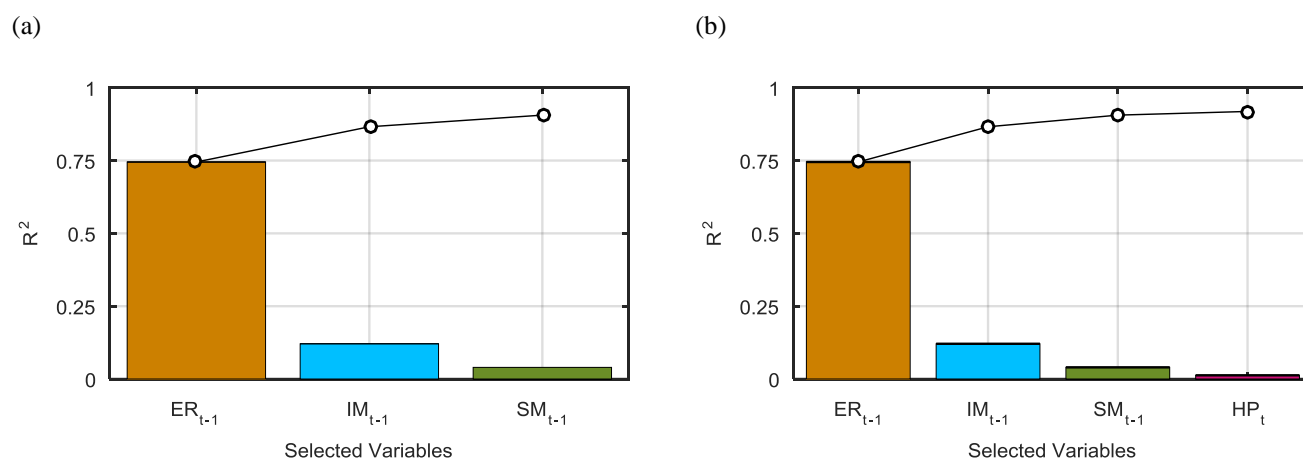 (a)
1
0.75
0.5
0.25
0
R²
ERₜ₋₁ IMₜ₋₁ SMₜ₋₁
Selected Variables
(b)
1
0.75
0.5
0.25
0
R²
ERₜ₋₁ IMₜ₋₁ SMₜ₋₁ HPₜ
Selected Variables